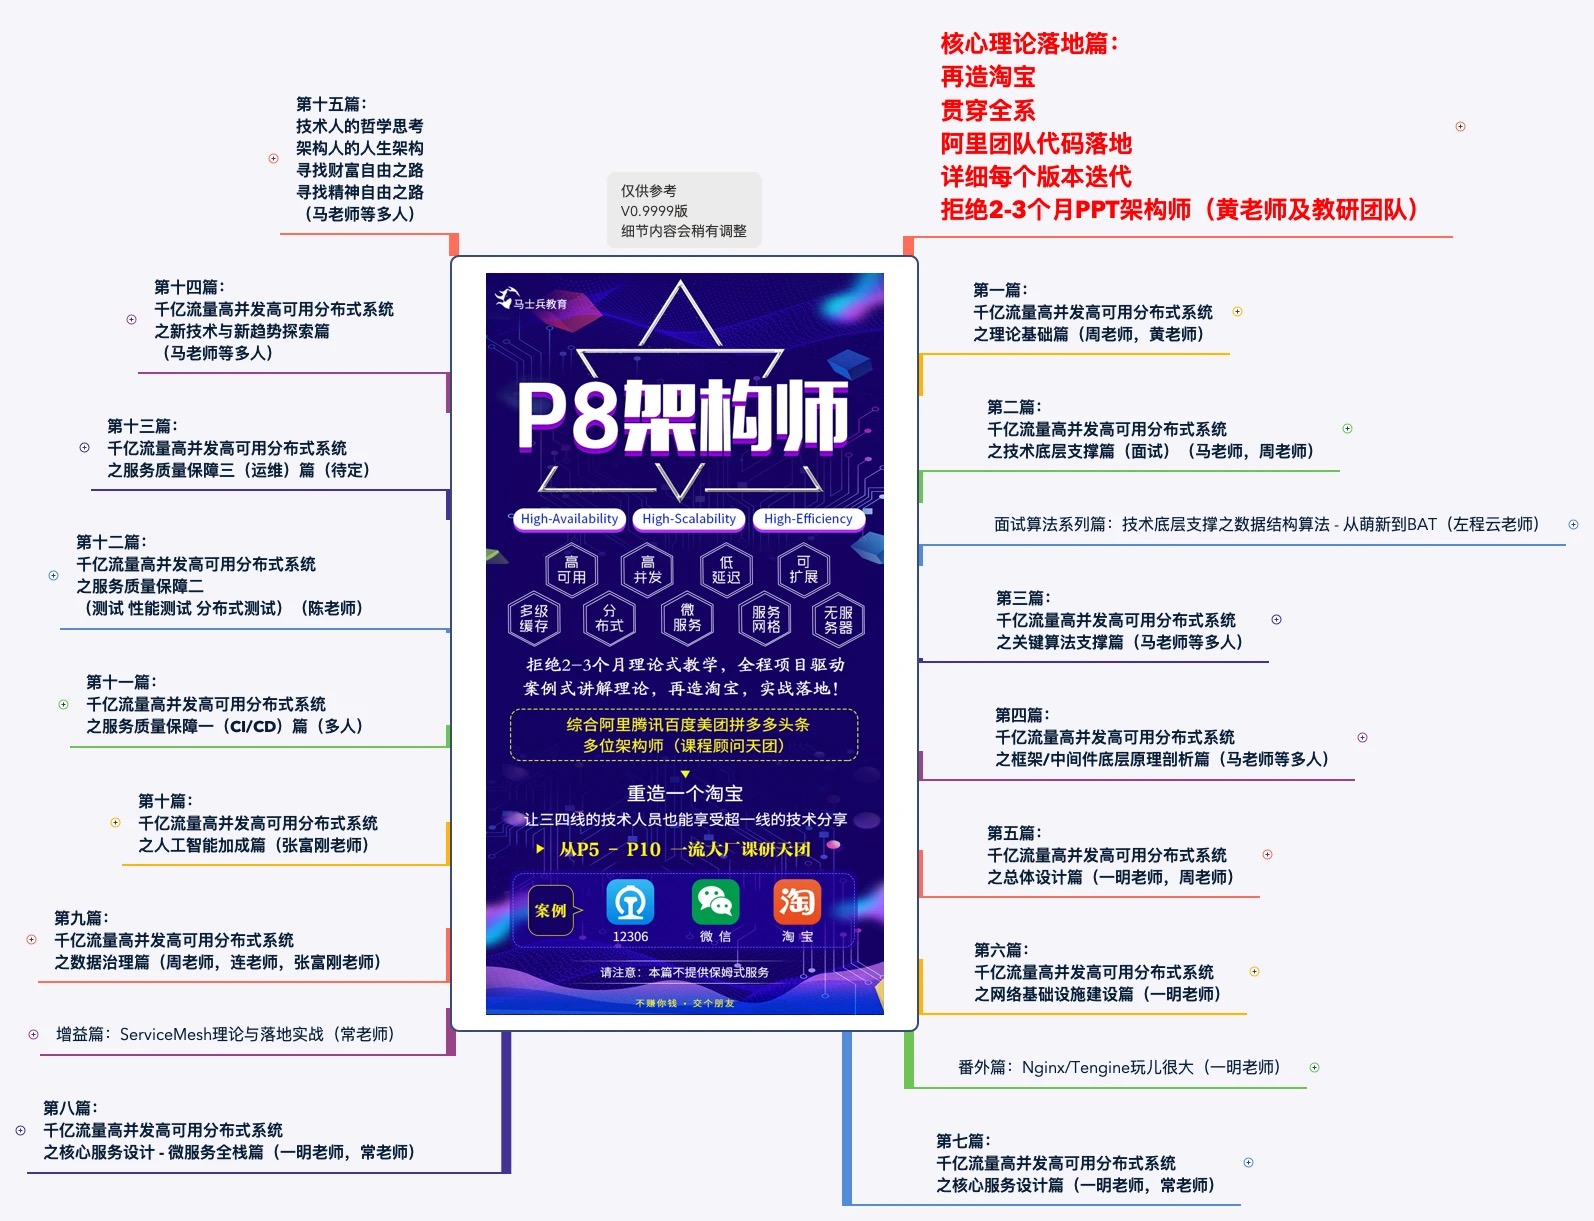 核心理论落地篇：
再造淘宝
贯穿全系
阿里团队代码落地
详细每个版本迭代
拒绝2-3个月PPT架构师（黄老师及教研团队）
第十五篇：
技术人的哲学思考
架构人的人生架构
寻找财富自由之路
寻找精神自由之路
（马老师等多人）
仅供参考
V0.9999版
细节内容会稍有调整
第十四篇：
千亿流量高并发高可用分布式系统
之新技术与新趋势探索篇
（马老师等多人）
第十三篇：
千亿流量高并发高可用分布式系统
之服务质量保障三（运维）篇（待定）
第十二篇：
千亿流量高并发高可用分布式系统
之服务质量保障二
（测试 性能测试 分布式测试）（陈老师）
第十一篇：
千亿流量高并发高可用分布式系统
之服务质量保障一（CI/CD）篇（多人）
第十篇：
千亿流量高并发高可用分布式系统
之人工智能加成篇（张富刚老师）
第九篇：
千亿流量高并发高可用分布式系统
之数据治理篇（周老师，连老师，张富刚老师）
增益篇：ServiceMesh理论与落地实战（常老师）
第八篇：
千亿流量高并发高可用分布式系统
之核心服务设计 - 微服务全栈篇（一明老师，常老师）
马士兵教育
P8架构师
High-Availability
High-Scalability
High-Efficiency
高
可用
高
并发
低
延迟
可
扩展
多级
缓存
分
布式
微
服务
服务
网格
无服
务器
拒绝2-3个月理论式教学，全程项目驱动
案例式讲解理论，再造淘宝，实战落地！
综合阿里腾讯百度美团拼多多头条
多位架构师（课程顾问天团）
重造一个淘宝
让三四线的技术人员也能享受超一线的技术分享
从P5 - P10 一流大厂课研天团
案例
12306
微 信
淘
淘 宝
请注意：本篇不提供保姆式服务
不赚你钱 · 交个朋友
第一篇：
千亿流量高并发高可用分布式系统
之理论基础篇（周老师，黄老师）
第二篇：
千亿流量高并发高可用分布式系统
之技术底层支撑篇（面试）（马老师，周老师）
面试算法系列篇：技术底层支撑之数据结构算法 - 从萌新到BAT（左程云老师）
第三篇：
千亿流量高并发高可用分布式系统
之关键算法支撑篇（马老师等多人）
第四篇：
千亿流量高并发高可用分布式系统
之框架/中间件底层原理剖析篇（马老师等多人）
第五篇：
千亿流量高并发高可用分布式系统
之总体设计篇（一明老师，周老师）
第六篇：
千亿流量高并发高可用分布式系统
之网络基础设施建设篇（一明老师）
番外篇：Nginx/Tengine玩儿很大（一明老师）
第七篇：
千亿流量高并发高可用分布式系统
之核心服务设计篇（一明老师，常老师）